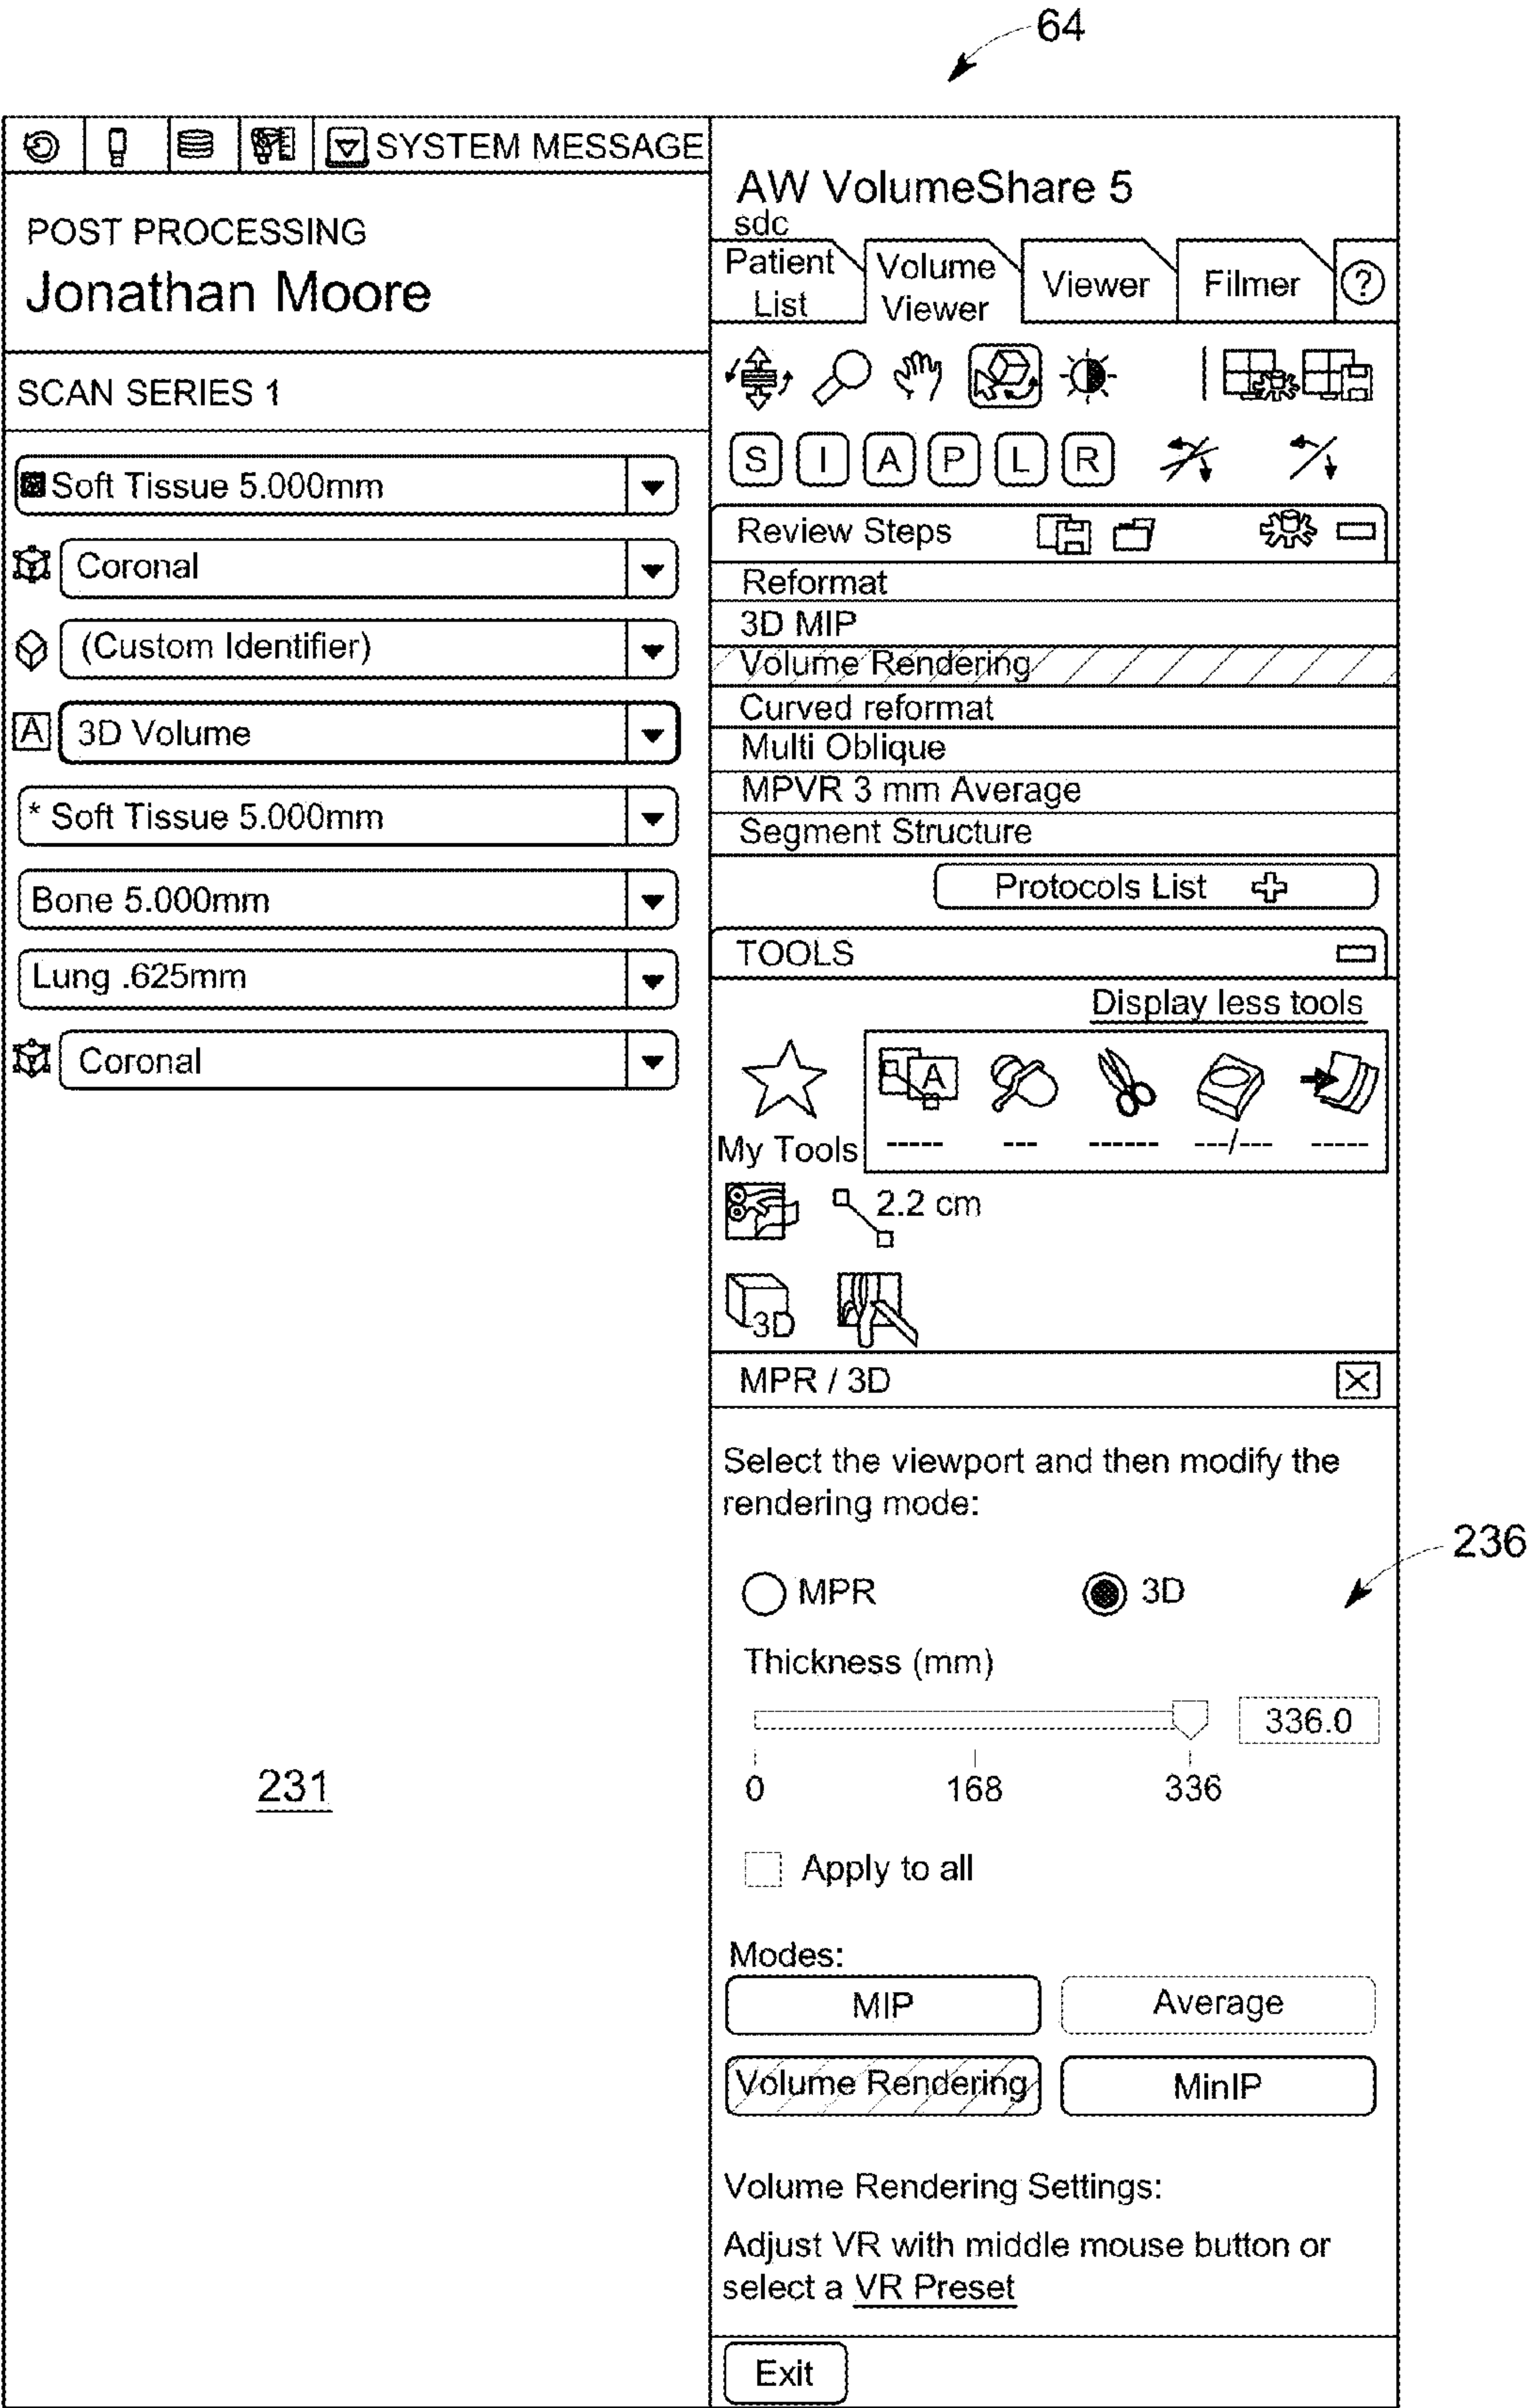 64
SYSTEM MESSAGE
POST PROCESSING
Jonathan Moore
SCAN SERIES 1
Soft Tissue 5.000mm
Coronal
(Custom Identifier)
A 3D Volume
* Soft Tissue 5.000mm
Bone 5.000mm
Lung .625mm
Coronal
231
AW VolumeShare 5
sdc
Patient List
Volume Viewer
Viewer
Filmer
?
S I A P L R
Review Steps
Reformat
3D MIP
Volume Rendering
Curved reformat
Multi Oblique
MPVR 3 mm Average
Segment Structure
Protocols List
TOOLS
Display less tools
A
My Tools ----- --- ------ ---/--- -----
2.2 cm
3D
MPR / 3D
Select the viewport and then modify the
rendering mode:
236
MPR 3D
Thickness (mm)
336.0
0 168 336
Apply to all
Modes:
MIP Average
Volume Rendering MinIP
Volume Rendering Settings:
Adjust VR with middle mouse button or
select a VR Preset
Exit